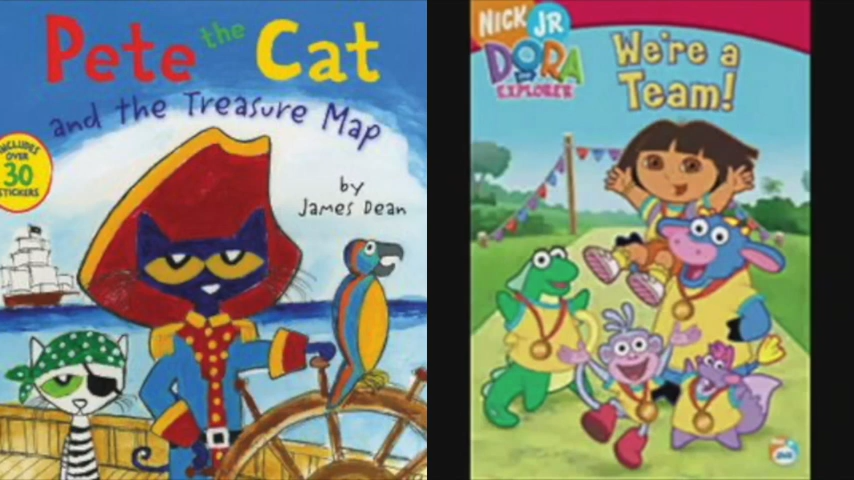 Pete the Cat
and the Treasure Map
INCLUDES
OVER
30
STICKERS
by
James Dean
NICK JR
DORA
the
EXPLORER
We're a
Team!